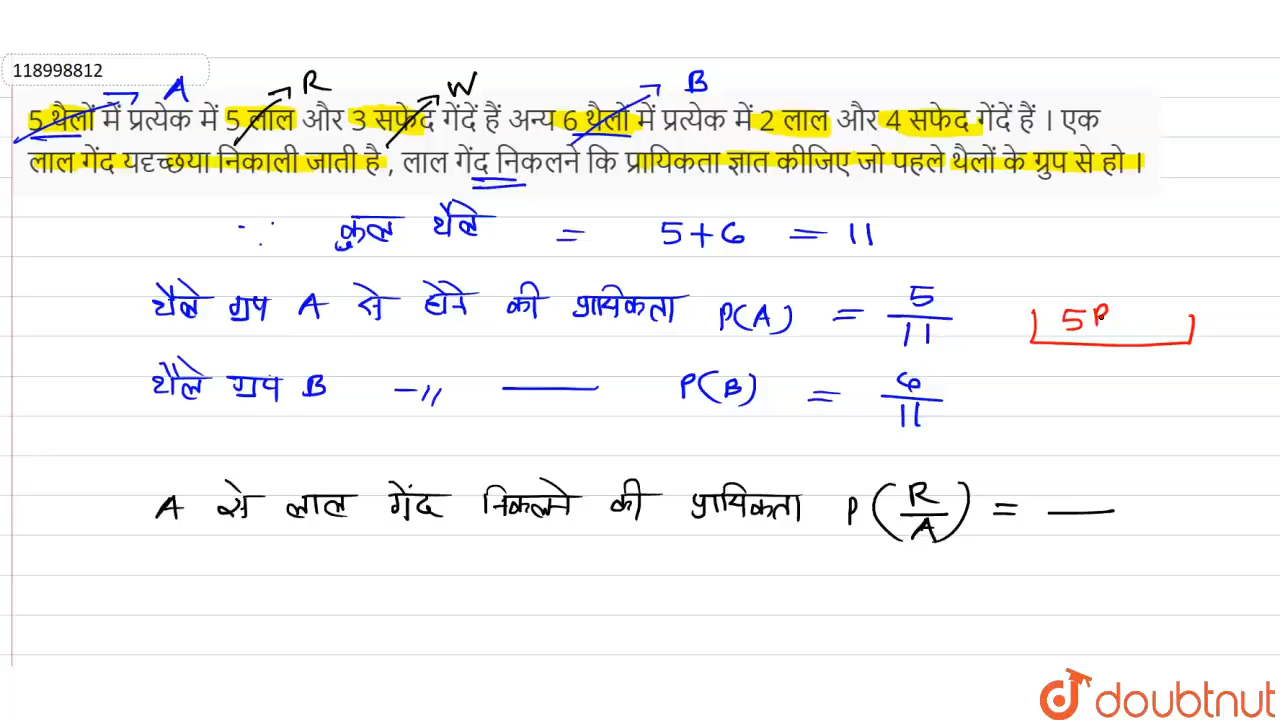 118998812
A R W B
5 थैलों में प्रत्येक में 5 लाल और 3 सफेद गेंदें हैं अन्य 6 थैलों में प्रत्येक में 2 लाल और 4 सफेद गेंदें हैं । एक
लाल गेंद यदृच्छया निकाली जाती है , लाल गेंद निकलने कि प्रायिकता ज्ञात कीजिए जो पहले थैलों के ग्रुप से हो ।
∵ कुल थैले = 5+6 = 11
थैले ग्रुप A से होने की प्रायिकता P(A) = 5/11 5R
थैले ग्रुप B –〃— P(B) = 6/11
A से लाल गेंद निकलने की प्रायिकता P(R/A) = —
doubtnut